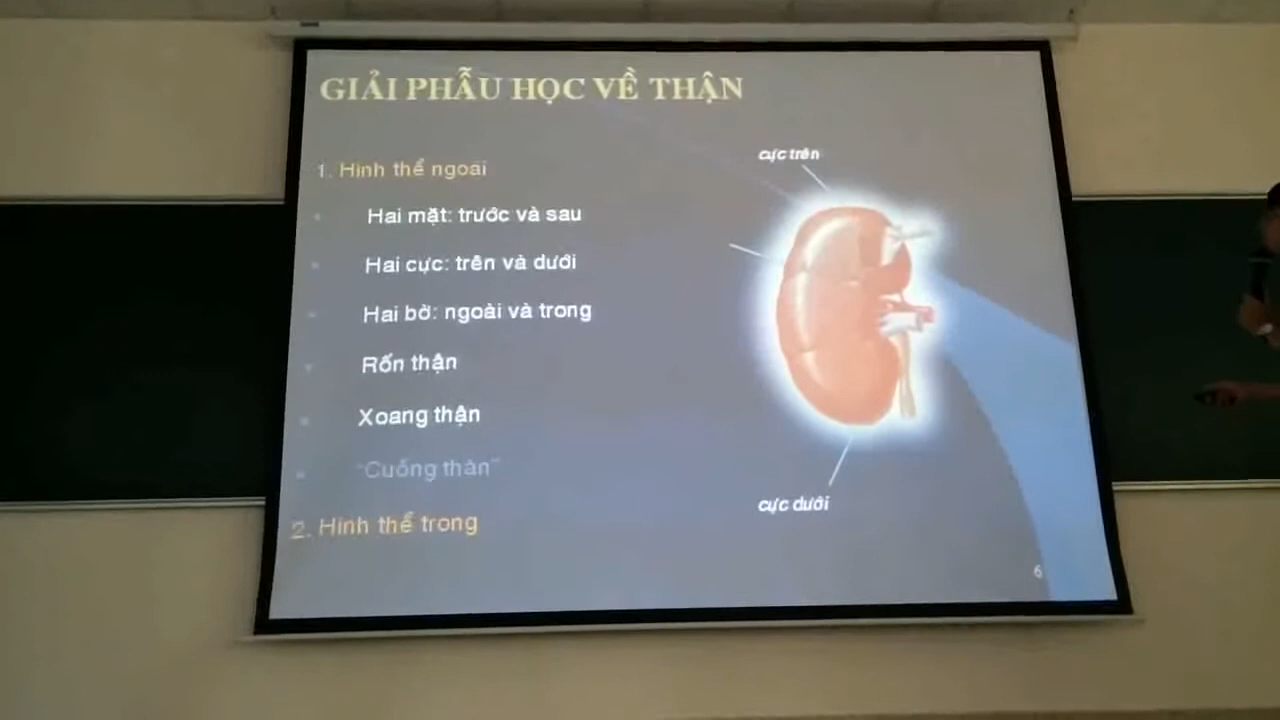 GIẢI PHẪU HỌC VỀ THẬN
1. Hình thể ngoài
Hai mặt: trước và sau
Hai cực: trên và dưới
Hai bờ: ngoài và trong
Rốn thận
Xoang thận
“Cuống thận”
2. Hình thể trong
cực trên
cực dưới
6